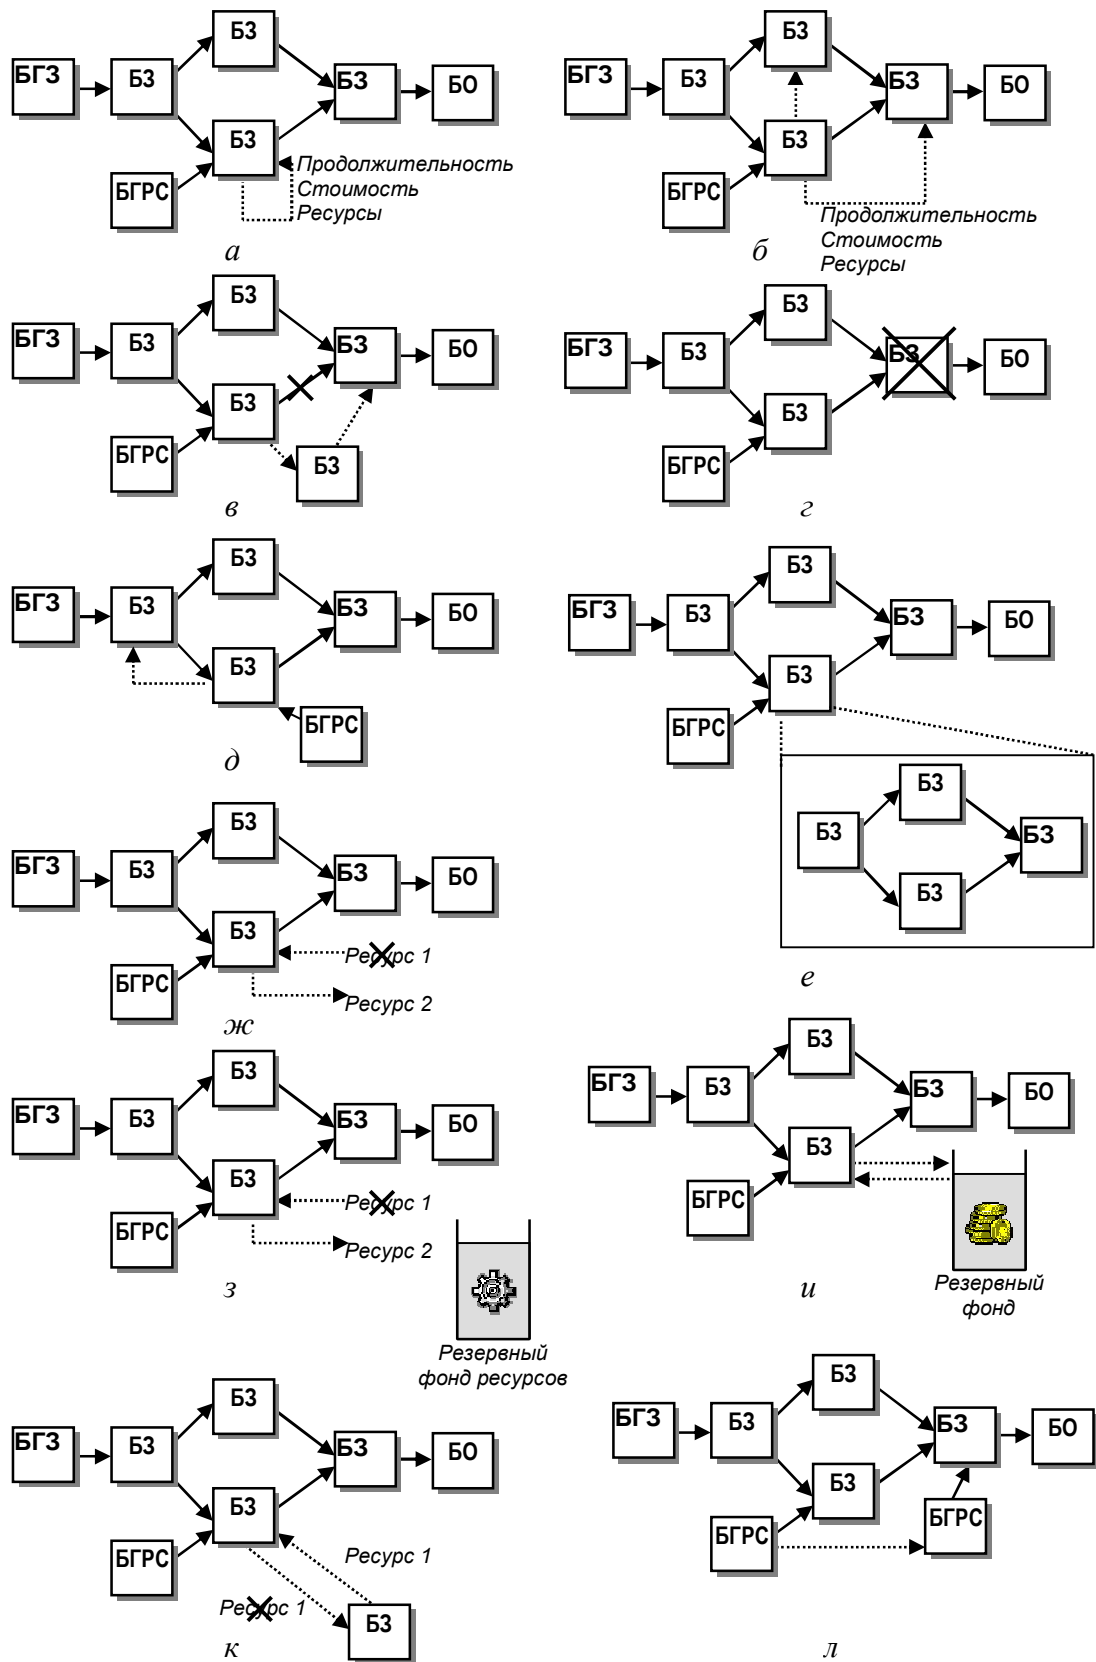 БЗ
БГЗ
БЗ
БЗ
БО
БЗ
БГРС
Продолжительность
Стоимость
Ресурсы
а
БЗ
БГЗ
БЗ
БЗ
БО
БЗ
БГРС
Продолжительность
Стоимость
Ресурсы
б
БЗ
БГЗ
БЗ
БЗ
БО
БЗ
БГРС
БЗ
в
БЗ
БГЗ
БЗ
БЗ
БО
БЗ
БГРС
г
БЗ
БГЗ
БЗ
БЗ
БО
БЗ
БГРС
д
БЗ
БГЗ
БЗ
БЗ
БО
БЗ
БГРС
БЗ
БЗ
БЗ
БЗ
е
БЗ
БГЗ
БЗ
БЗ
БО
БЗ
Ресурс 1
БГРС
Ресурс 2
ж
БЗ
БГЗ
БЗ
БЗ
БО
БЗ
Ресурс 1
БГРС
Ресурс 2
з
Резервный
фонд ресурсов
БЗ
БГЗ
БЗ
БЗ
БО
БЗ
БГРС
Резервный
фонд
и
БЗ
БГЗ
БЗ
БЗ
БО
БЗ
БГРС
Ресурс 1
Ресурс 1
БЗ
к
БЗ
БГЗ
БЗ
БЗ
БО
БЗ
БГРС
БГРС
л